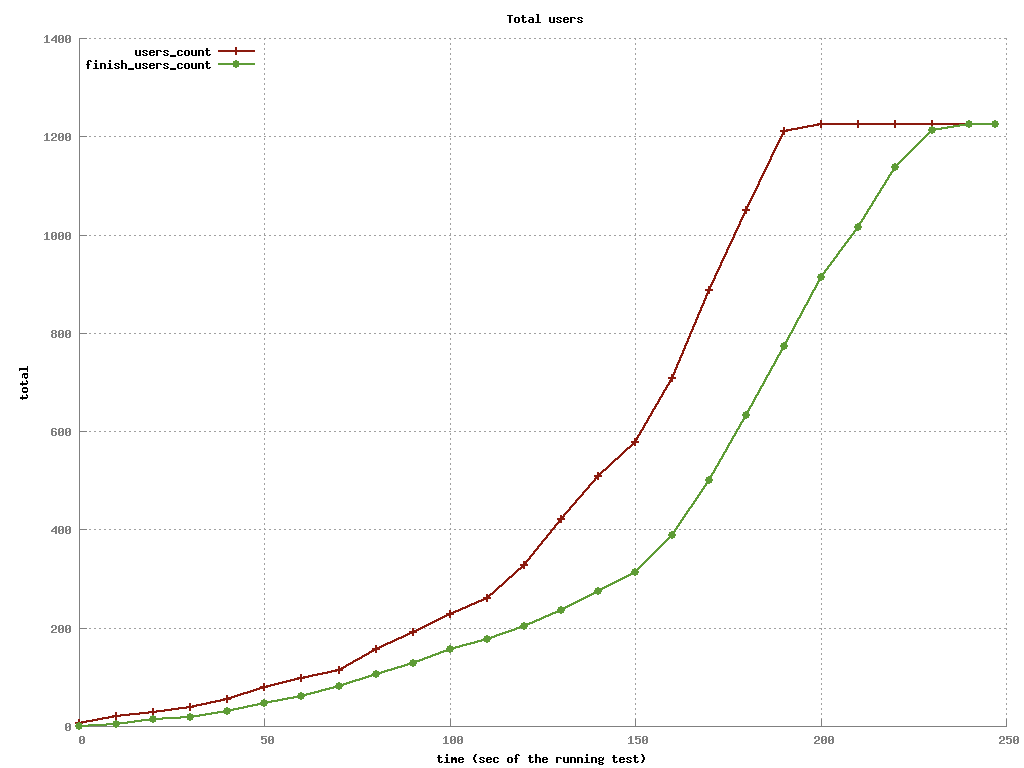 Total users
1400
users_count
finish_users_count
1200
1000
800
total
600
400
200
0
0 50 100 150 200 250
time (sec of the running test)